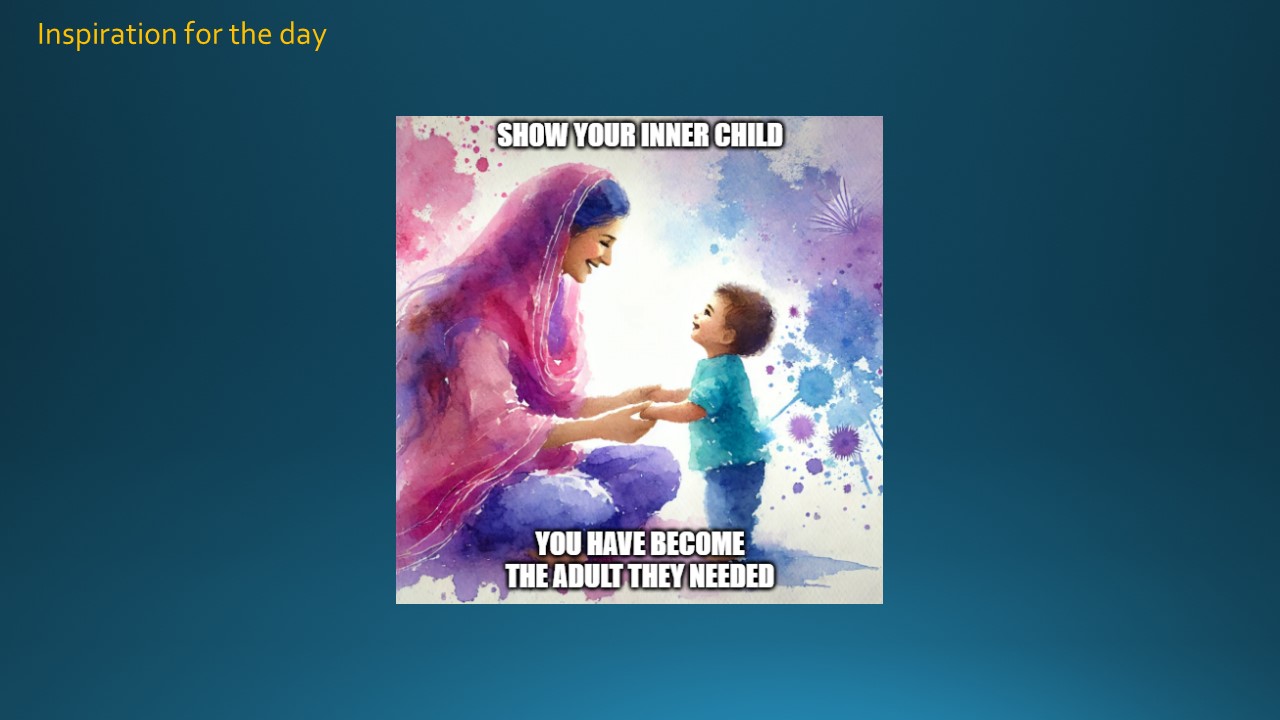 Inspiration for the day
SHOW YOUR INNER CHILD
YOU HAVE BECOME
THE ADULT THEY NEEDED